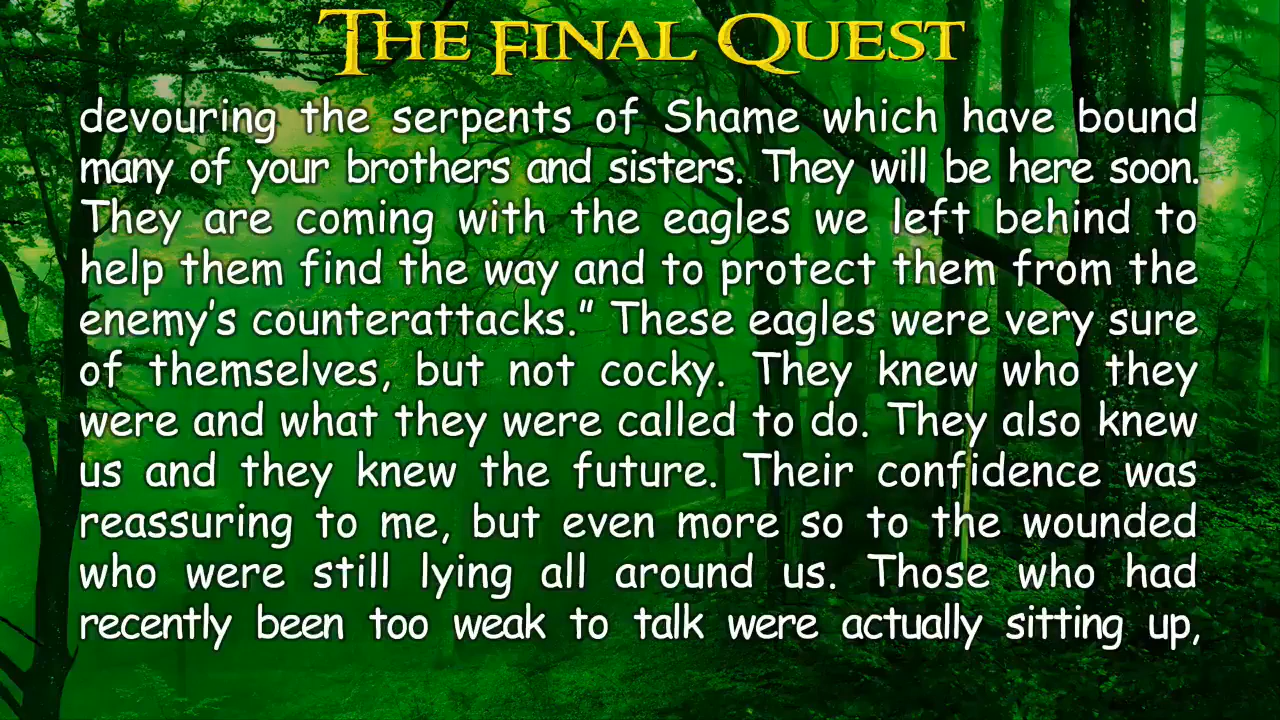 THE FINAL QUEST
devouring the serpents of Shame which have bound
many of your brothers and sisters. They will be here soon.
They are coming with the eagles we left behind to
help them find the way and to protect them from the
enemy’s counterattacks.” These eagles were very sure
of themselves, but not cocky. They knew who they
were and what they were called to do. They also knew
us and they knew the future. Their confidence was
reassuring to me, but even more so to the wounded
who were still lying all around us. Those who had
recently been too weak to talk were actually sitting up,